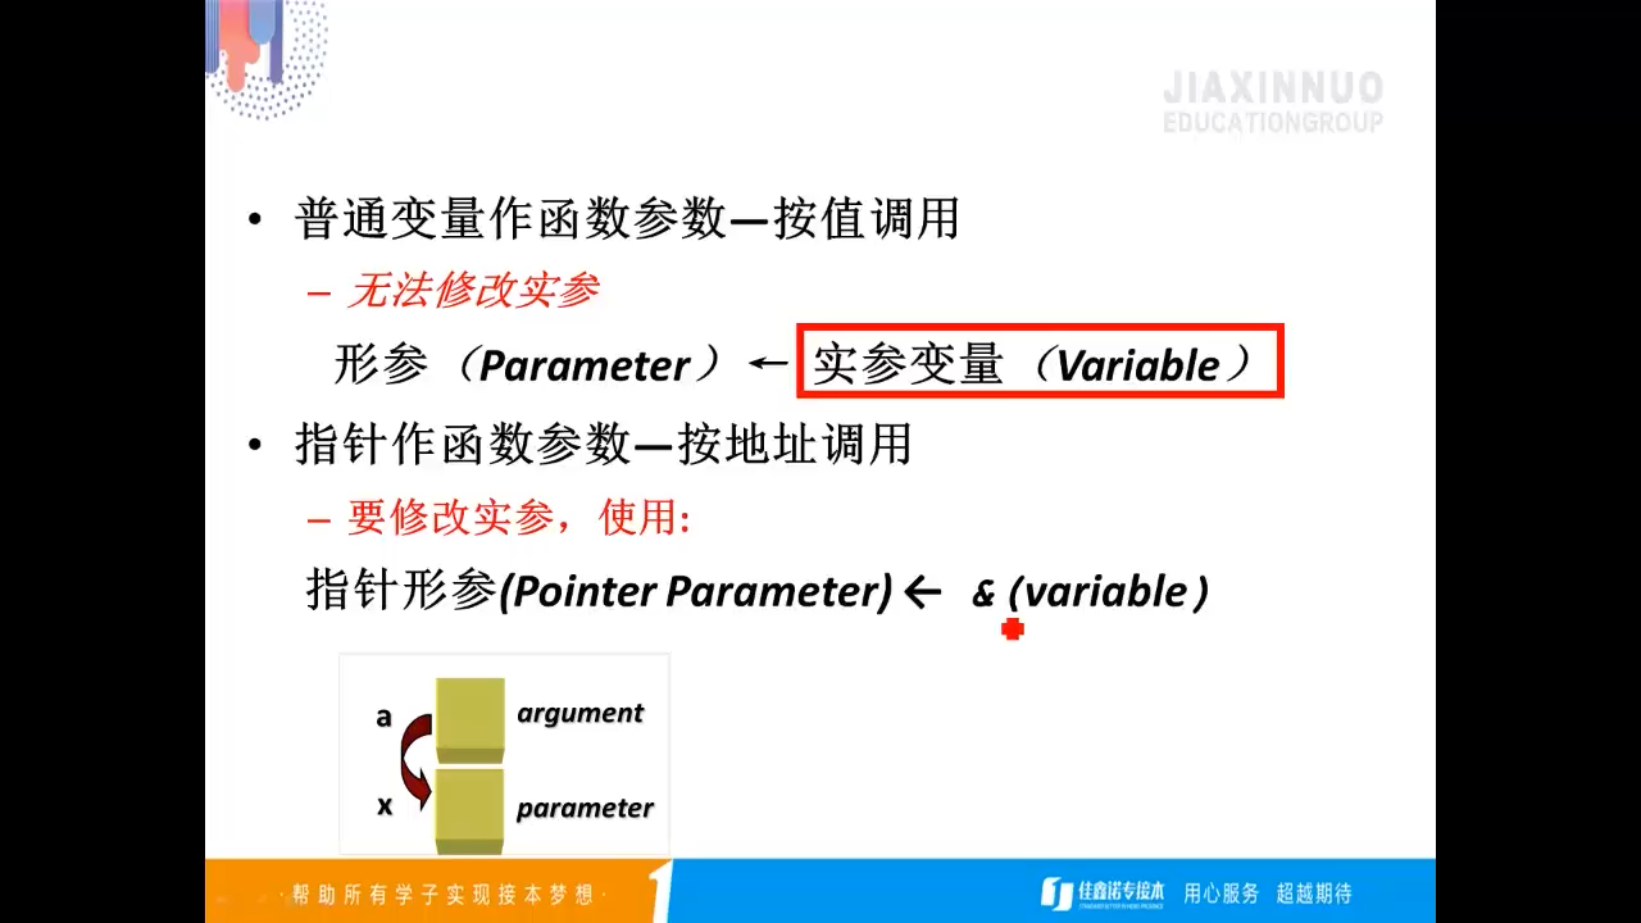 JIAXINNUO
EDUCATIONGROUP
• 普通变量作函数参数—按值调用
– 无法修改实参
形参（Parameter）← 实参变量（Variable）
• 指针作函数参数—按地址调用
– 要修改实参，使用:
指针形参(Pointer Parameter) ← &(variable)
a argument
x parameter
·帮助所有学子实现接本梦想·
佳鑫诺专接本 用心服务 超越期待